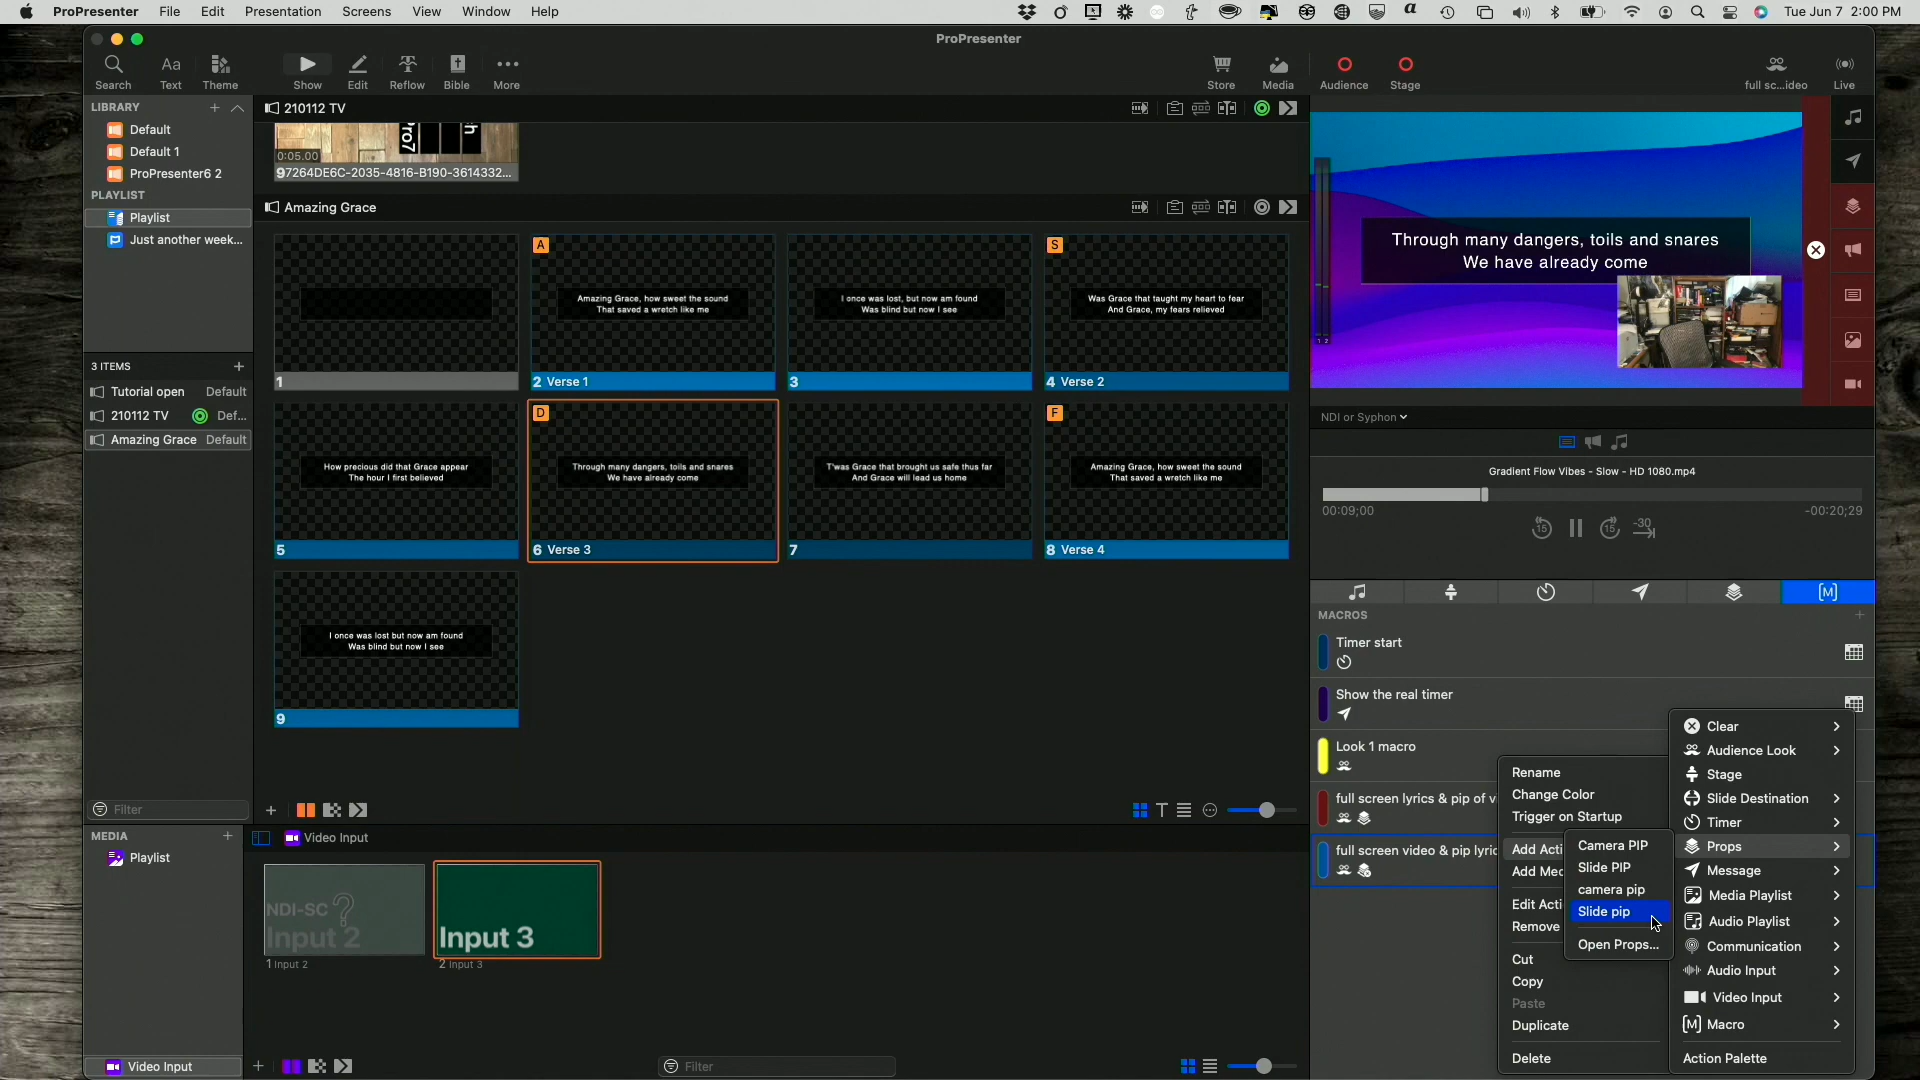 ProPresenter File Edit Presentation Screens View Window Help
Tue Jun 7 2:00 PM
ProPresenter
Search Text Theme Show Edit Reflow Bible More
Store Media Audience Stage full sc...ideo Live
LIBRARY
Default
Default 1
ProPresenter6 2
PLAYLIST
Playlist
Just another week...
3 ITEMS
Tutorial open Default
210112 TV Def...
Amazing Grace Default
Filter
MEDIA
Playlist
Video Input
210112 TV
Pro7
0:05.00
97264DE6C-2035-4816-B190-3614332...
Amazing Grace
1
A
Amazing Grace, how sweet the sound
That saved a wretch like me
2 Verse 1
I once was lost, but now am found
Was blind but now I see
3
S
Was Grace that taught my heart to fear
And Grace, my fears relieved
4 Verse 2
How precious did that Grace appear
The hour I first believed
5
D
Through many dangers, toils and snares
We have already come
6 Verse 3
T'was Grace that brought us safe thus far
And Grace will lead us home
7
F
Amazing Grace, how sweet the sound
That saved a wretch like me
8 Verse 4
I once was lost but now am found
Was blind but now I see
9
Video Input
NDI-SC
Input 2
1 Input 2
Input 3
2 Input 3
Filter
Through many dangers, toils and snares
We have already come
1 2
NDI or Syphon
Gradient Flow Vibes - Slow - HD 1080.mp4
00:09;00 -00:20;29
15 15 -30
[M]
MACROS
Timer start
Show the real timer
Look 1 macro
full screen lyrics & pip of v
full screen video & pip lyric
Rename
Change Color
Trigger on Startup
Add Acti
Add Med
Edit Acti
Remove
Cut
Copy
Paste
Duplicate
Delete
Camera PIP
Slide PIP
camera pip
Slide pip
Open Props...
Clear
Audience Look
Stage
Slide Destination
Timer
Props
Message
Media Playlist
Audio Playlist
Communication
Audio Input
Video Input
[M] Macro
Action Palette